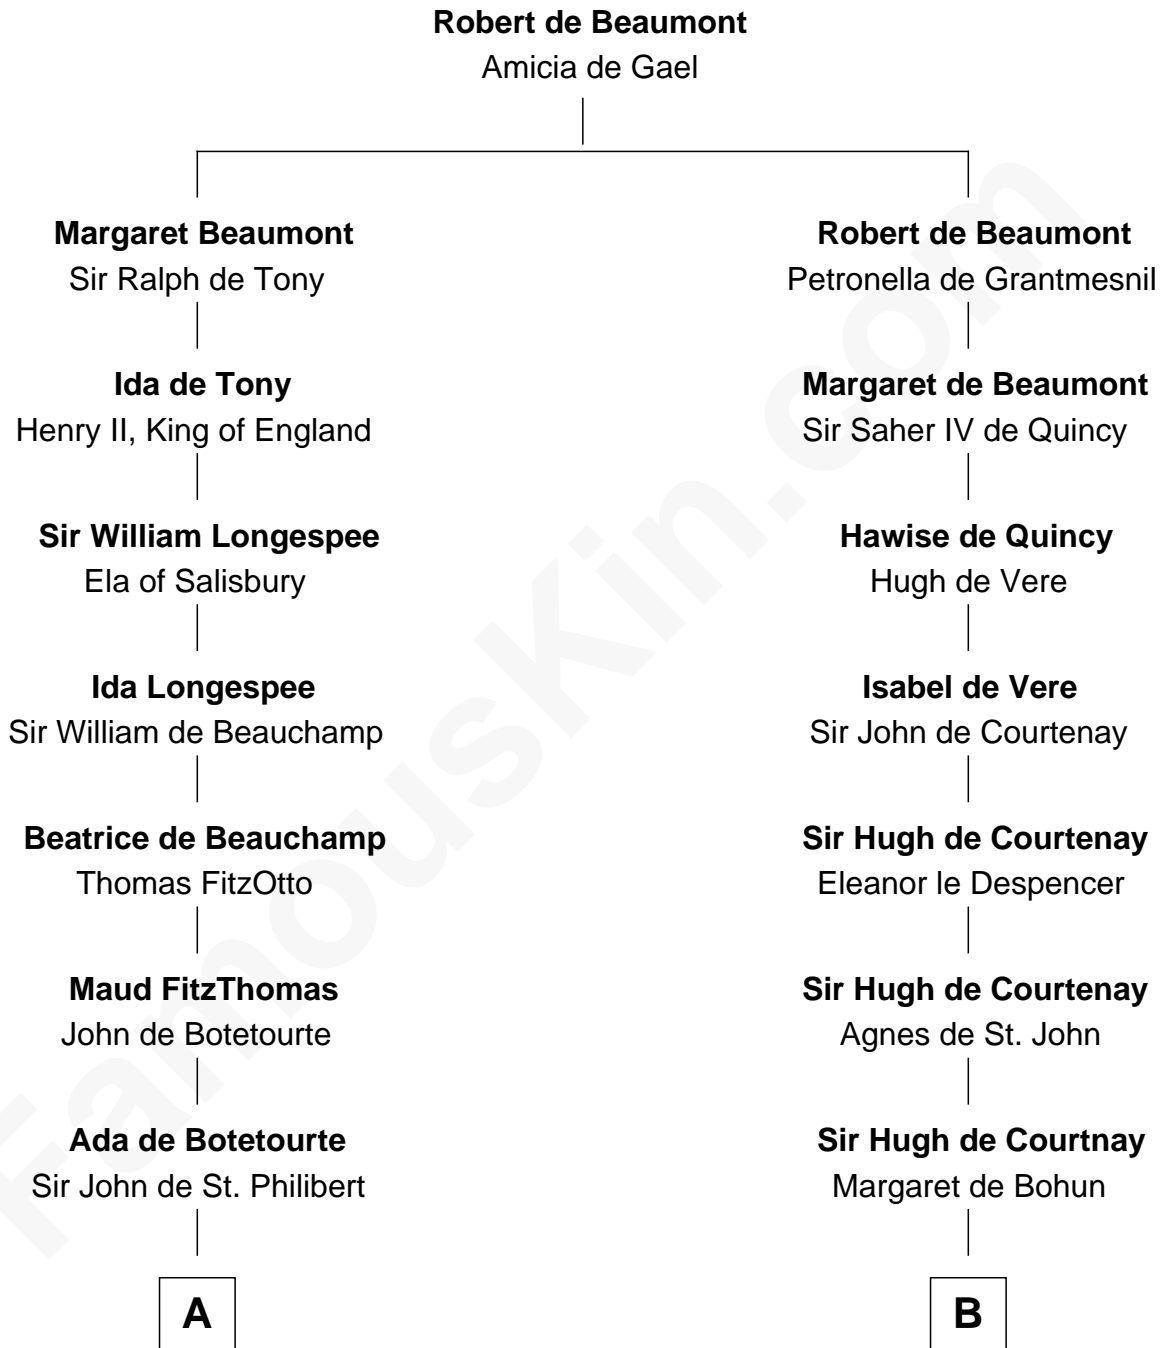 Robert de Beaumont
Amicia de Gael
Margaret Beaumont
Sir Ralph de Tony
Robert de Beaumont
Petronella de Grantmesnil
Ida de Tony
Henry II, King of England
Margaret de Beaumont
Sir Saher IV de Quincy
Sir William Longespee
Ela of Salisbury
Hawise de Quincy
Hugh de Vere
Ida Longespee
Sir William de Beauchamp
Isabel de Vere
Sir John de Courtenay
Beatrice de Beauchamp
Thomas FitzOtto
Sir Hugh de Courtenay
Eleanor le Despencer
Maud FitzThomas
John de Botetourte
Sir Hugh de Courtenay
Agnes de St. John
Ada de Botetourte
Sir John de St. Philibert
Sir Hugh de Courtnay
Margaret de Bohun
A
B
FamousKin.com